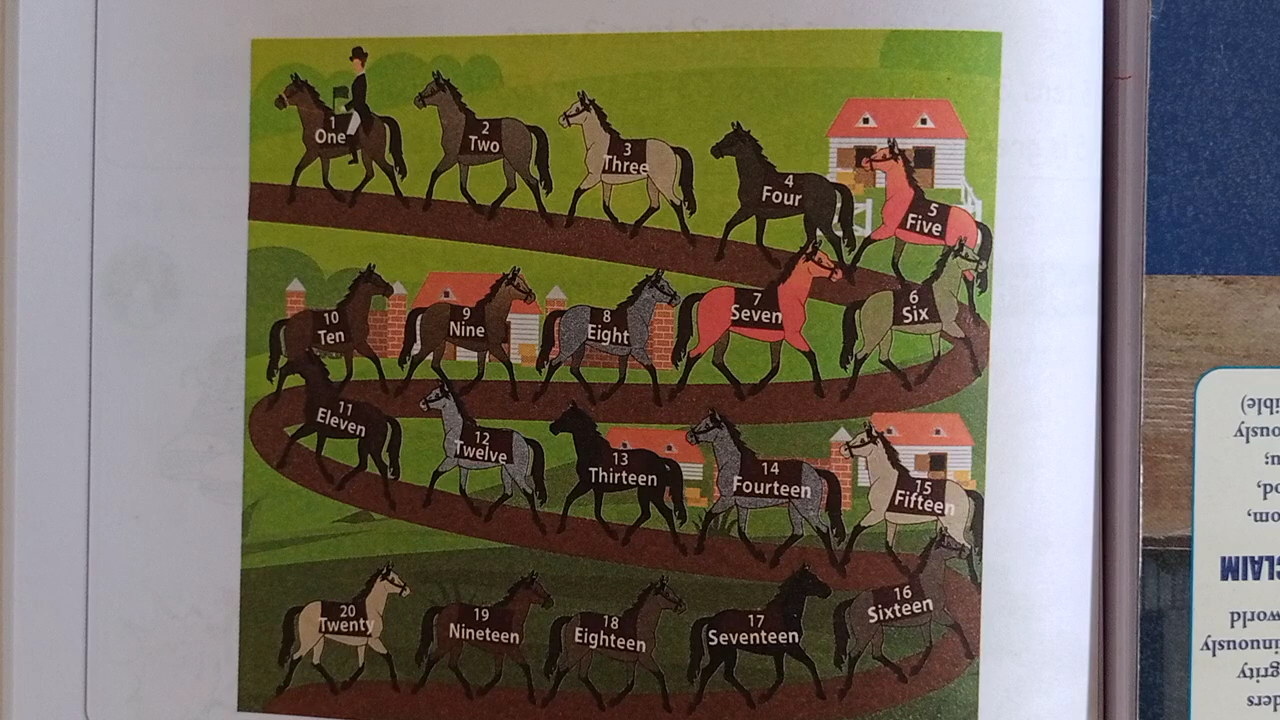 1
One
2
Two
3
Three
4
Four
5
Five
6
Six
7
Seven
8
Eight
9
Nine
10
Ten
11
Eleven
12
Twelve
13
Thirteen
14
Fourteen
15
Fifteen
16
Sixteen
17
Seventeen
18
Eighteen
19
Nineteen
20
Twenty